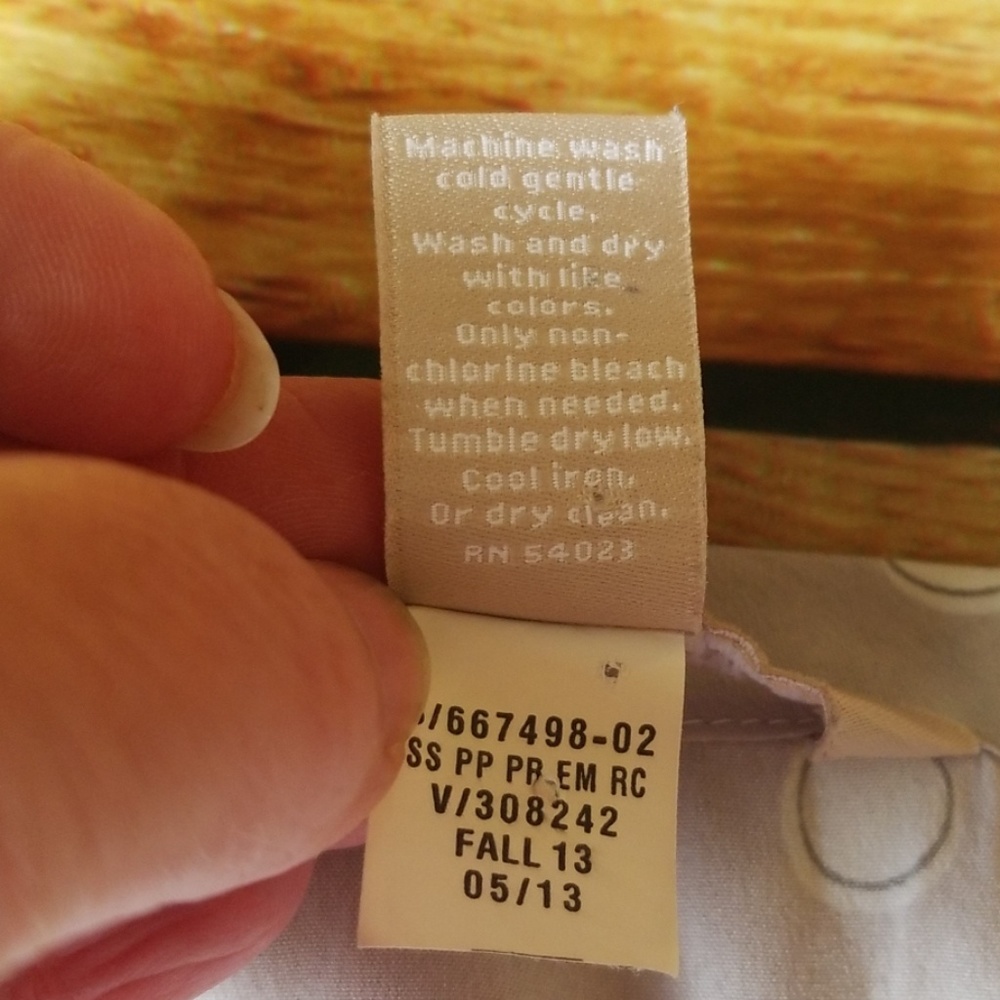 Machine wash
cold gentle
cycle.
Wash and dry
with like
colors.
Only non-
chlorine bleach
when needed.
Tumble dry low.
Cool iron.
Or dry clean.
RN 54023
/667498-02
SS PP PR EM RC
V/308242
FALL 13
05/13